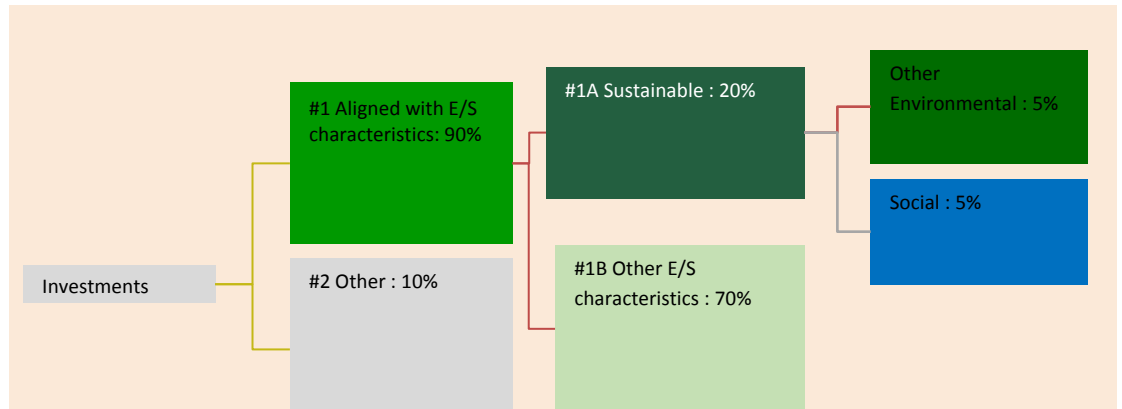 Investments
#1 Aligned with E/S
characteristics: 90%
#2 Other : 10%
#1A Sustainable : 20%
#1B Other E/S
characteristics : 70%
Other
Environmental : 5%
Social : 5%